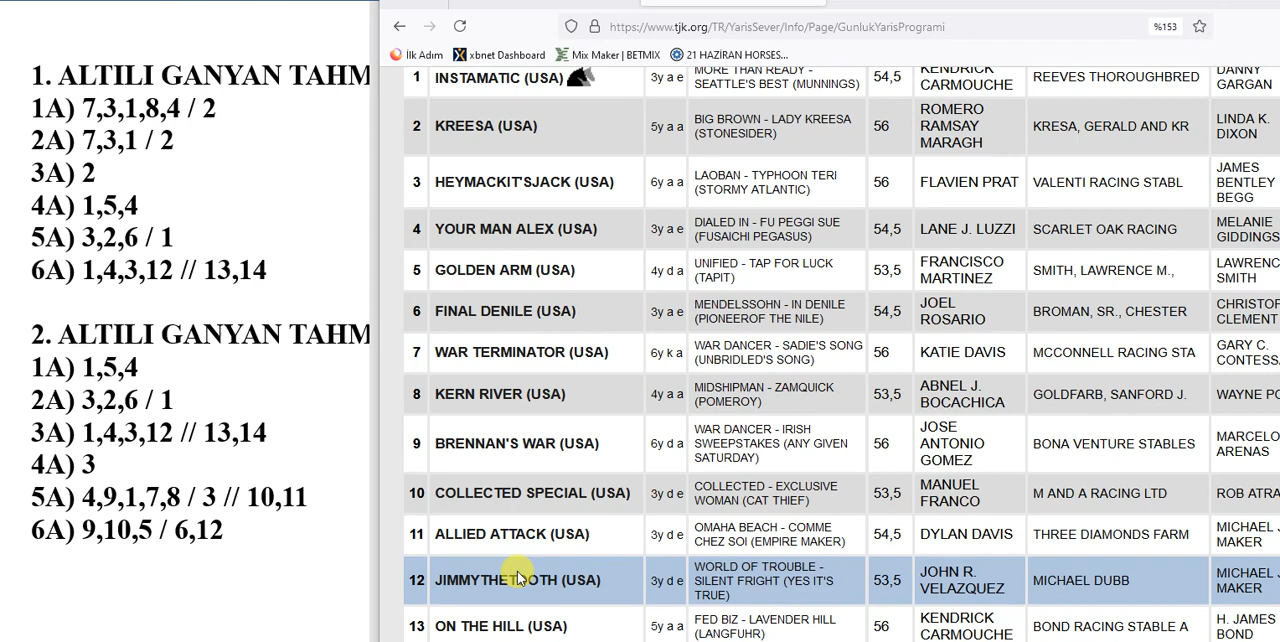 1. ALTILI GANYAN TAHM
1A) 7,3,1,8,4 / 2
2A) 7,3,1 / 2
3A) 2
4A) 1,5,4
5A) 3,2,6 / 1
6A) 1,4,3,12 // 13,14
2. ALTILI GANYAN TAHM
1A) 1,5,4
2A) 3,2,6 / 1
3A) 1,4,3,12 // 13,14
4A) 3
5A) 4,9,1,7,8 / 3 // 10,11
6A) 9,10,5 / 6,12
https://www.tjk.org/TR/YarisSever/Info/Page/GunlukYarisProgrami %153
İlk Adım xbnet Dashboard Mix Maker | BETMIX 21 HAZİRAN HORSES...
1 INSTAMATIC (USA) 3y a e MORE THAN READY - SEATTLE'S BEST (MUNNINGS) 54,5 KENDRICK CARMOUCHE REEVES THOROUGHBRED DANNY GARGAN
2 KREESA (USA) 5y a a BIG BROWN - LADY KREESA (STONESIDER) 56 ROMERO RAMSAY MARAGH KRESA, GERALD AND KR LINDA K. DIXON
3 HEYMACKIT'SJACK (USA) 6y a a LAOBAN - TYPHOON TERI (STORMY ATLANTIC) 56 FLAVIEN PRAT VALENTI RACING STABL JAMES BENTLEY BEGG
4 YOUR MAN ALEX (USA) 3y a e DIALED IN - FU PEGGI SUE (FUSAICHI PEGASUS) 54,5 LANE J. LUZZI SCARLET OAK RACING MELANIE GIDDINGS
5 GOLDEN ARM (USA) 4y d a UNIFIED - TAP FOR LUCK (TAPIT) 53,5 FRANCISCO MARTINEZ SMITH, LAWRENCE M., LAWRENC SMITH
6 FINAL DENILE (USA) 3y a e MENDELSSOHN - IN DENILE (PIONEEROF THE NILE) 54,5 JOEL ROSARIO BROMAN, SR., CHESTER CHRISTOF CLEMENT
7 WAR TERMINATOR (USA) 6y k a WAR DANCER - SADIE'S SONG (UNBRIDLED'S SONG) 56 KATIE DAVIS MCCONNELL RACING STA GARY C. CONTESS
8 KERN RIVER (USA) 4y a a MIDSHIPMAN - ZAMQUICK (POMEROY) 53,5 ABNEL J. BOCACHICA GOLDFARB, SANFORD J. WAYNE PO
9 BRENNAN'S WAR (USA) 6y d a WAR DANCER - IRISH SWEEPSTAKES (ANY GIVEN SATURDAY) 56 JOSE ANTONIO GOMEZ BONA VENTURE STABLES MARCELO ARENAS
10 COLLECTED SPECIAL (USA) 3y d e COLLECTED - EXCLUSIVE WOMAN (CAT THIEF) 53,5 MANUEL FRANCO M AND A RACING LTD ROB ATRA
11 ALLIED ATTACK (USA) 3y d e OMAHA BEACH - COMME CHEZ SOI (EMPIRE MAKER) 54,5 DYLAN DAVIS THREE DIAMONDS FARM MICHAEL J MAKER
12 JIMMYTHETOOTH (USA) 3y d e WORLD OF TROUBLE - SILENT FRIGHT (YES IT'S TRUE) 53,5 JOHN R. VELAZQUEZ MICHAEL DUBB MICHAEL J MAKER
13 ON THE HILL (USA) 5y a a FED BIZ - LAVENDER HILL (LANGFUHR) 56 KENDRICK CARMOUCHE BOND RACING STABLE A H. JAMES BOND